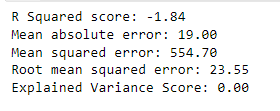 R Squared score: -1.84
Mean absolute error: 19.00
Mean squared error: 554.70
Root mean squared error: 23.55
Explained Variance Score: 0.00